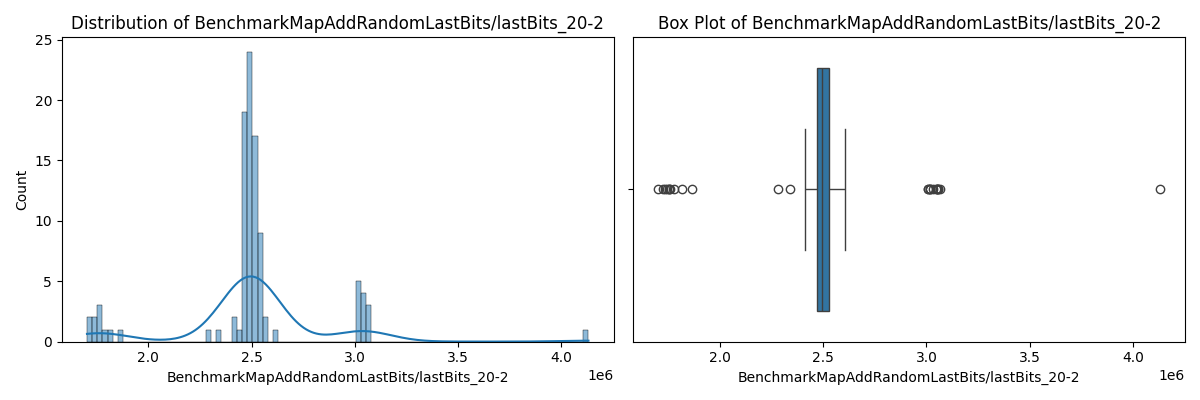 Distribution of BenchmarkMapAddRandomLastBits/lastBits_20-2
25
20
15
10
5
0
Count
2.0 2.5 3.0 3.5 4.0
1e6
BenchmarkMapAddRandomLastBits/lastBits_20-2
Box Plot of BenchmarkMapAddRandomLastBits/lastBits_20-2
2.0 2.5 3.0 3.5 4.0
1e6
BenchmarkMapAddRandomLastBits/lastBits_20-2